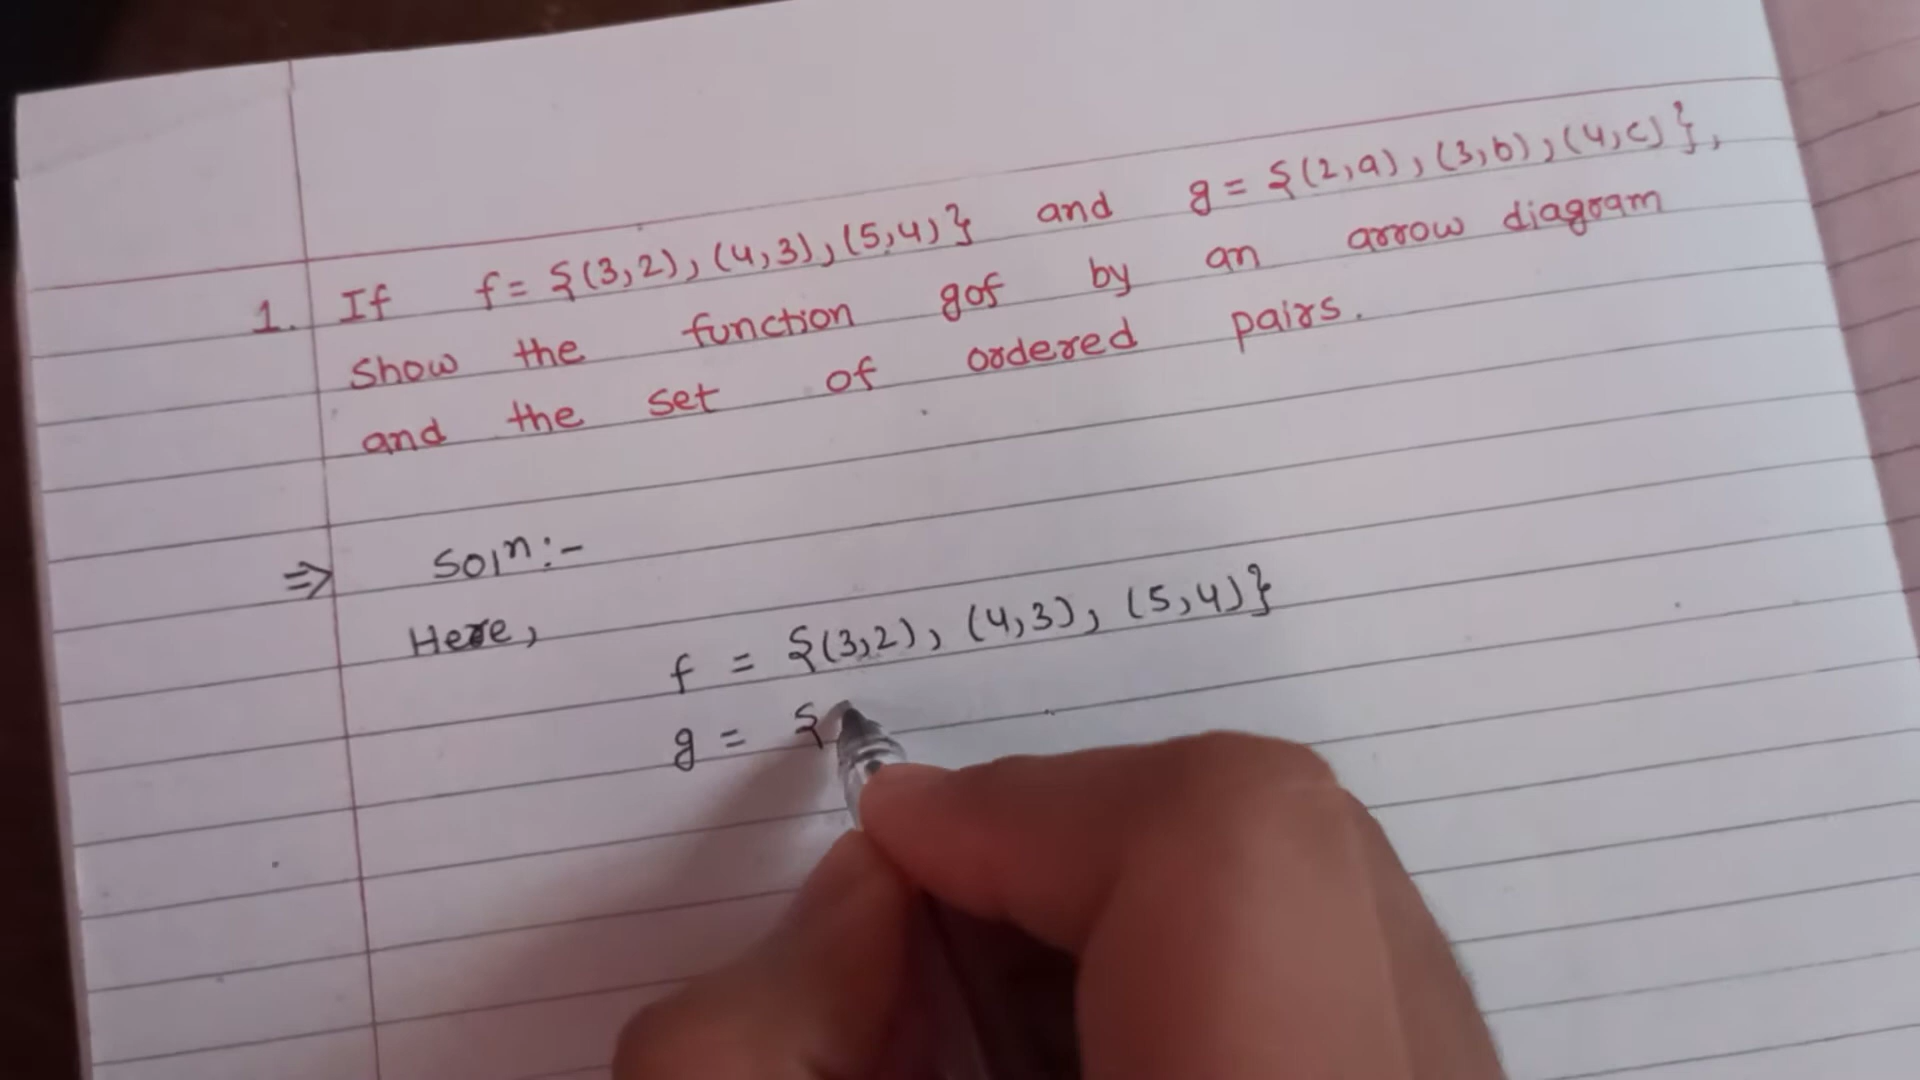 1. If f = {(3,2), (4,3), (5,4)} and g = {(2,a), (3,b), (4,c)},
show the function gof by an arrow diagram
and the set of ordered pairs.
⇒ Solⁿ:-
Here,
f = {(3,2), (4,3), (5,4)}
g = {